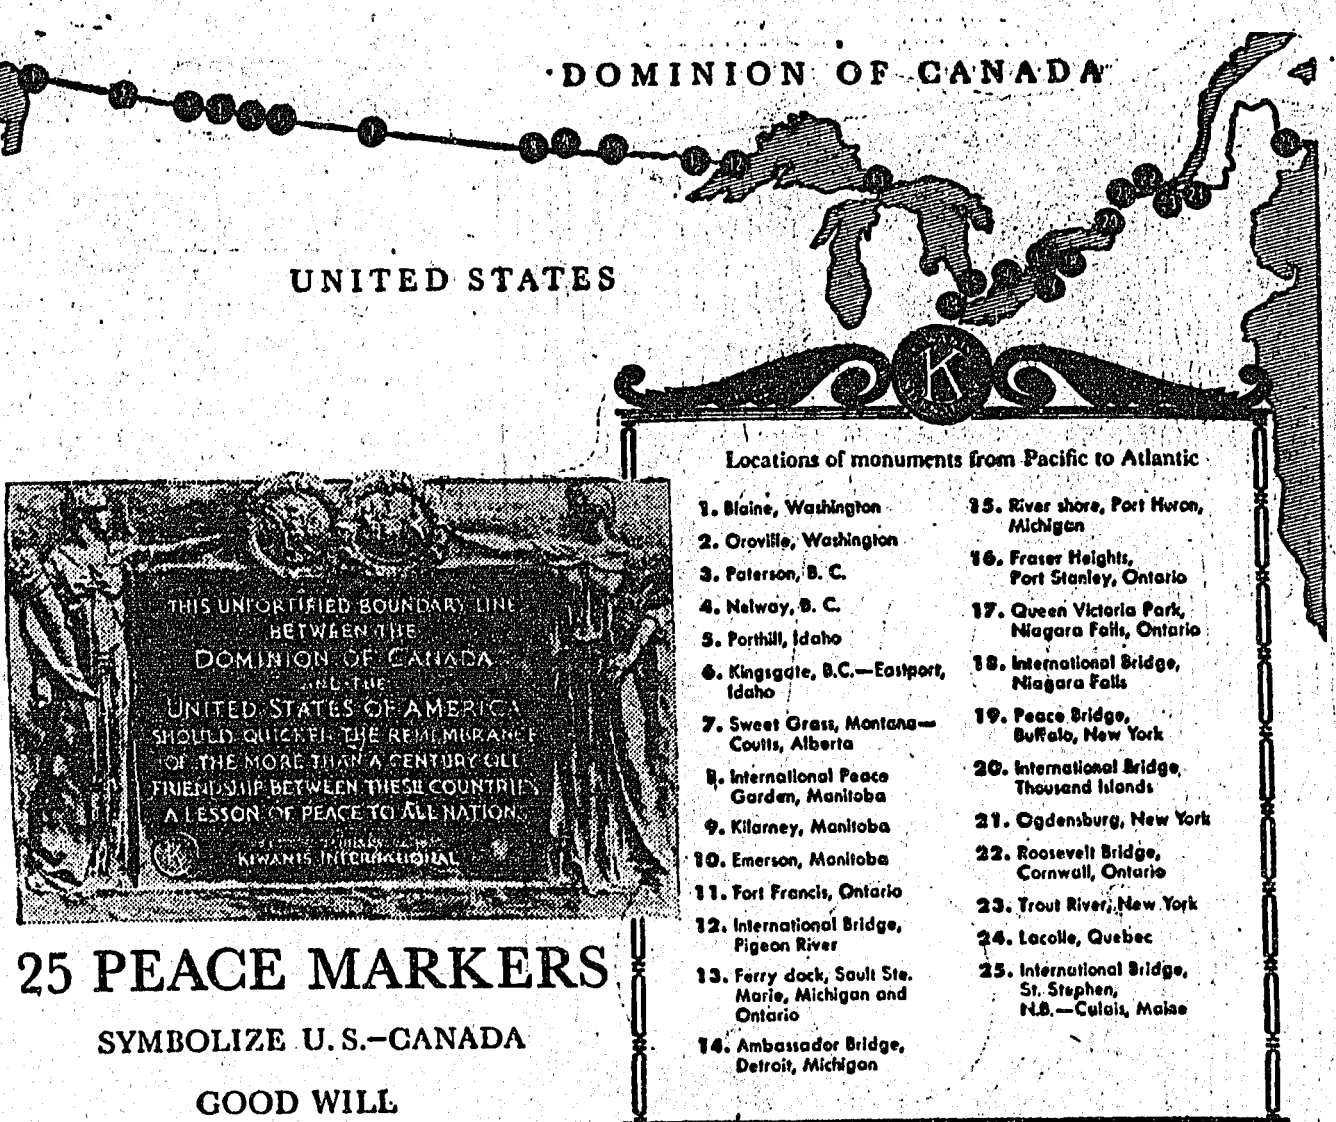 DOMINION OF CANADA
UNITED STATES
K
Locations of monuments from Pacific to Atlantic
1. Blaine, Washington
2. Oroville, Washington
3. Paterson, B. C.
4. Nelway, B. C.
5. Porthill, Idaho
6. Kingsgate, B.C.—Eastport,
Idaho
7. Sweet Grass, Montana—
Coutts, Alberta
8. International Peace
Garden, Manitoba
9. Kilarney, Manitoba
10. Emerson, Manitoba
11. Fort Francis, Ontario
12. International Bridge,
Pigeon River
13. Ferry dock, Sault Ste.
Marie, Michigan and
Ontario
14. Ambassador Bridge,
Detroit, Michigan
15. River shore, Port Huron,
Michigan
16. Fraser Heights,
Port Stanley, Ontario
17. Queen Victoria Park,
Niagara Falls, Ontario
18. International Bridge,
Niagara Falls
19. Peace Bridge,
Buffalo, New York
20. International Bridge,
Thousand Islands
21. Ogdensburg, New York
22. Roosevelt Bridge,
Cornwall, Ontario
23. Trout River, New York
24. Lacolle, Quebec
25. International Bridge,
St. Stephen,
N.B.—Calais, Maine
THIS UNFORTIFIED BOUNDARY LINE
BETWEEN THE
DOMINION OF CANADA
AND THE
UNITED STATES OF AMERICA
SHOULD QUICKEN THE REMEMBRANCE
OF THE MORE THAN A CENTURY OLD
FRIENDSHIP BETWEEN THESE COUNTRIES
A LESSON OF PEACE TO ALL NATIONS
K
KIWANIS INTERNATIONAL
25 PEACE MARKERS
SYMBOLIZE U. S.–CANADA
GOOD WILL